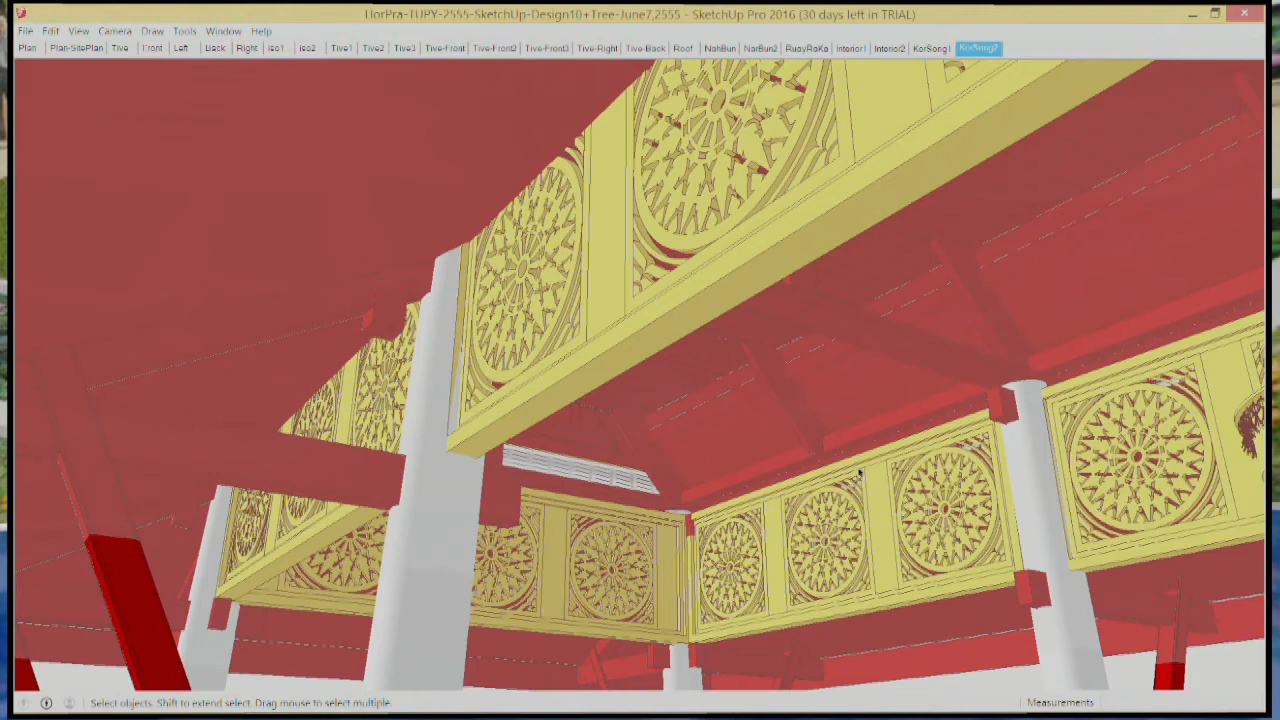 HorPra-TUPY-2555-SketchUp-Design10+Tree-June7,2555 - SketchUp Pro 2016 (30 days left in TRIAL)
File Edit View Camera Draw Tools Window Help
Plan Plan-SitePlan Tive Front Left Back Right Iso1 Iso2 Tive1 Tive2 Tive3 Tive-Front Tive-Front2 Tive-Front3 Tive-Right Tive-Back Roof NahBun NarBun2 RuayRaKa Interior1 Interior2 KorSong1 KorSong2
Select objects. Shift to extend select. Drag mouse to select multiple.
Measurements